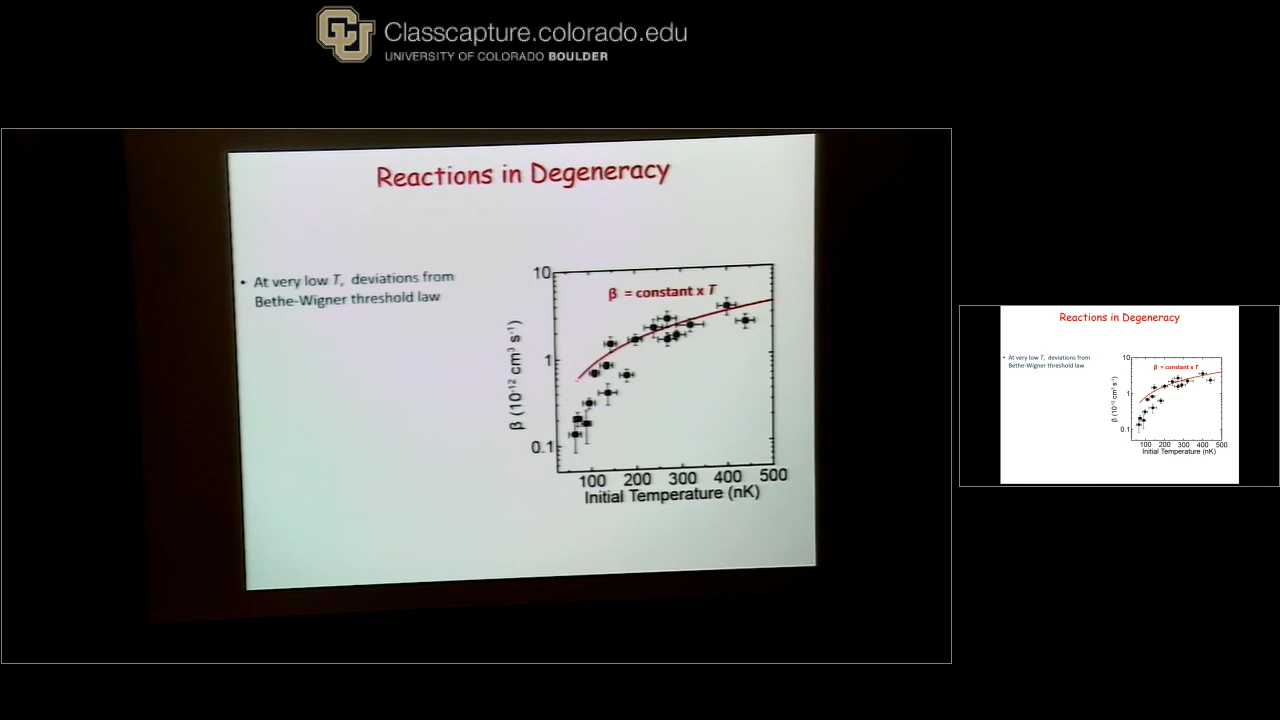 Classcapture.colorado.edu
UNIVERSITY OF COLORADO BOULDER
Reactions in Degeneracy
• At very low T, deviations from
Bethe-Wigner threshold law
β = constant x T
10
1
0.1
β (10⁻¹² cm³ s⁻¹)
100 200 300 400 500
Initial Temperature (nK)
Reactions in Degeneracy
• At very low T, deviations from
Bethe-Wigner threshold law
β = constant x T
10
1
0.1
β (10⁻¹² cm³ s⁻¹)
100 200 300 400 500
Initial Temperature (nK)